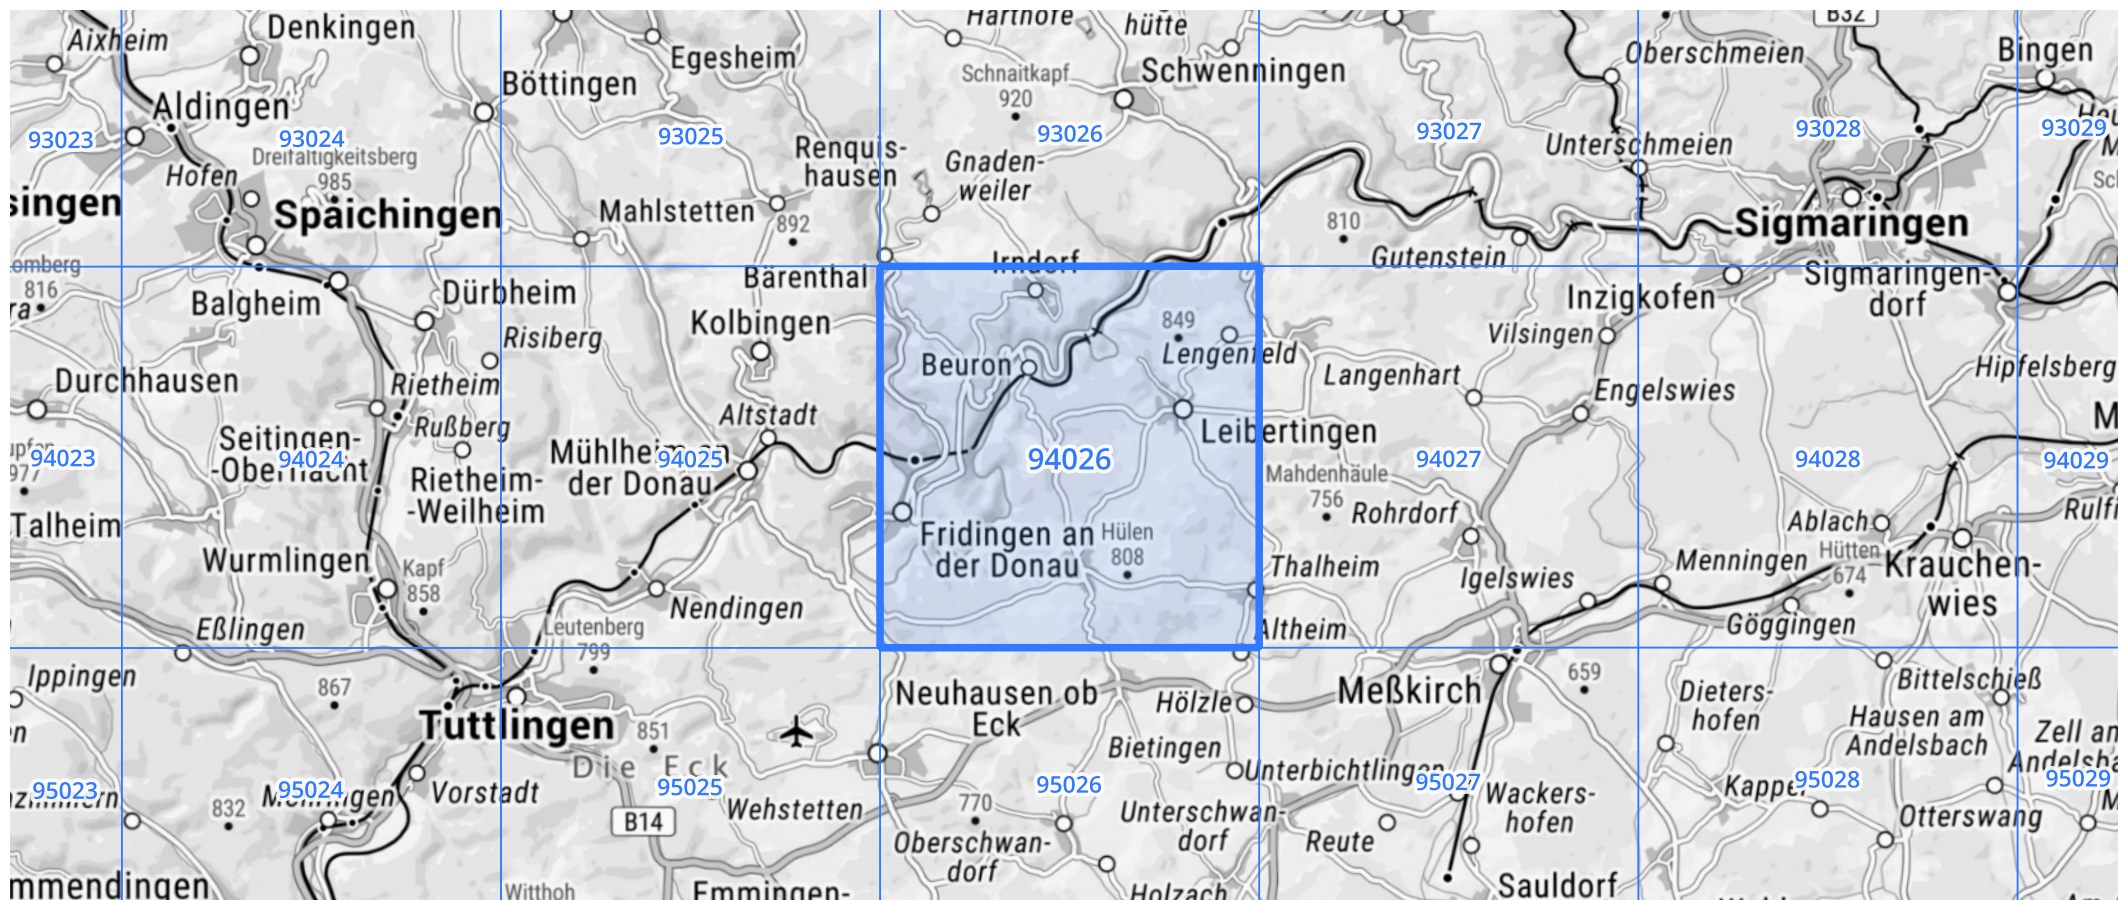 Aixheim
Denkingen
Egesheim
Böttingen
Harthöfe
hütte
Schnaitkapf
920
Schwenningen
Oberschmeien
B32
Bingen
Aldingen
93023
93024
93025
93026
93027
93028
93029
Dreifaltigkeitsberg
985
Hofen
Renquis-
hausen
Gnaden-
weiler
Unterschmeien
singen
Spaichingen
Mahlstetten
892
810
Gutenstein
Sigmaringen
816
Balgheim
Dürbheim
Bärenthal
Irndorf
Inzigkofen
Sigmaringen-
dorf
Risiberg
Kolbingen
849
Lengenfeld
Vilsingen
Durchhausen
Rietheim
Beuron
Langenhart
Engelswies
Hipfelsberg
Rußberg
Altstadt
Leibertingen
Seitingen-
-Oberflacht
Mühlheim an
der Donau
94023
94024
94025
94026
94027
94028
94029
977
Rietheim-
-Weilheim
Mahdenhäule
756
Rohrdorf
Talheim
Fridingen an
der Donau
Hülen
808
Ablach
Rulfi
Wurmlingen
Kapf
858
Nendingen
Thalheim
Igelswies
Menningen
Hütten
674
Krauchen-
wies
Eßlingen
Leutenberg
799
Altheim
Göggingen
Ippingen
867
Tuttlingen
851
Die Eck
Neuhausen ob
Eck
Hölzle
Meßkirch
659
Dieters-
hofen
Bittelschieß
Bietingen
Hausen am
Andelsbach
Zell am
Andelsba
95023
95024
95025
95026
95027
95028
95029
832
Möhringen
Vorstadt
B14
Wehstetten
770
Oberschwan-
dorf
Unterschwan-
dorf
Unterbichtlingen
Reute
Wackers-
hofen
Kappel
Otterswang
mmendingen
Witthoh
Emmingen-
Holzach
Sauldorf